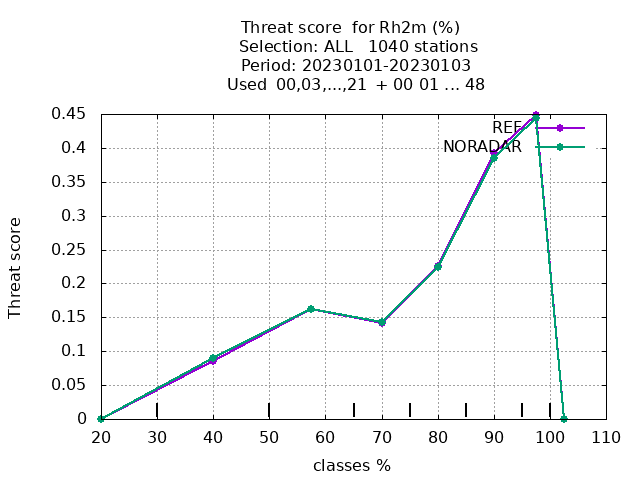 Threat score  for Rh2m (%)
Selection: ALL   1040 stations
Period: 20230101-20230103
Used  00,03,...,21  + 00 01 ... 48
0.45
REF
NORADAR
0.4
0.35
0.3
0.25
0.2
0.15
0.1
0.05
0
Threat score
20 30 40 50 60 70 80 90 100 110
classes %